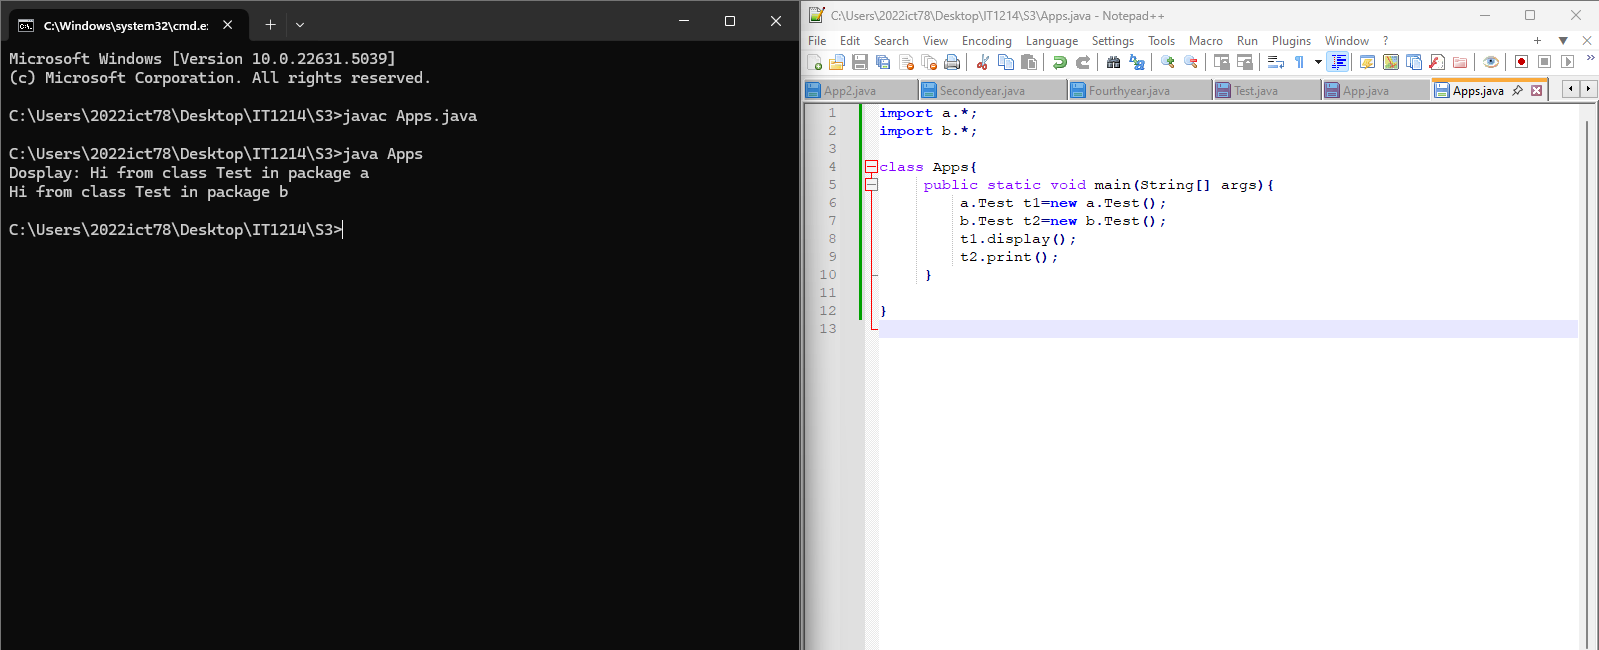 C:\Windows\system32\cmd.e:
Microsoft Windows [Version 10.0.22631.5039]
(c) Microsoft Corporation. All rights reserved.
C:\Users\2022ict78\Desktop\IT1214\S3>javac Apps.java
C:\Users\2022ict78\Desktop\IT1214\S3>java Apps
Dosplay: Hi from class Test in package a
Hi from class Test in package b
C:\Users\2022ict78\Desktop\IT1214\S3>
C:\Users\2022ict78\Desktop\IT1214\S3\Apps.java - Notepad++
File Edit Search View Encoding Language Settings Tools Macro Run Plugins Window ?
App2.java Secondyear.java Fourthyear.java Test.java App.java Apps.java
1 import a.*;
2 import b.*;
3
4 class Apps{
5 public static void main(String[] args){
6 a.Test t1=new a.Test();
7 b.Test t2=new b.Test();
8 t1.display();
9 t2.print();
10 }
11
12 }
13